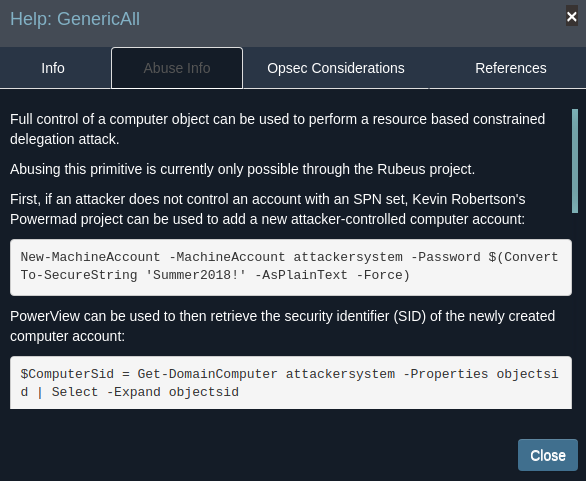 Help: GenericAll
×
Info
Abuse Info
Opsec Considerations
References
Full control of a computer object can be used to perform a resource based constrained
delegation attack.
Abusing this primitive is currently only possible through the Rubeus project.
First, if an attacker does not control an account with an SPN set, Kevin Robertson's
Powermad project can be used to add a new attacker-controlled computer account:
New-MachineAccount -MachineAccount attackersystem -Password $(Convert
To-SecureString 'Summer2018!' -AsPlainText -Force)
PowerView can be used to then retrieve the security identifier (SID) of the newly created
computer account:
$ComputerSid = Get-DomainComputer attackersystem -Properties objectsi
d | Select -Expand objectsid
Close